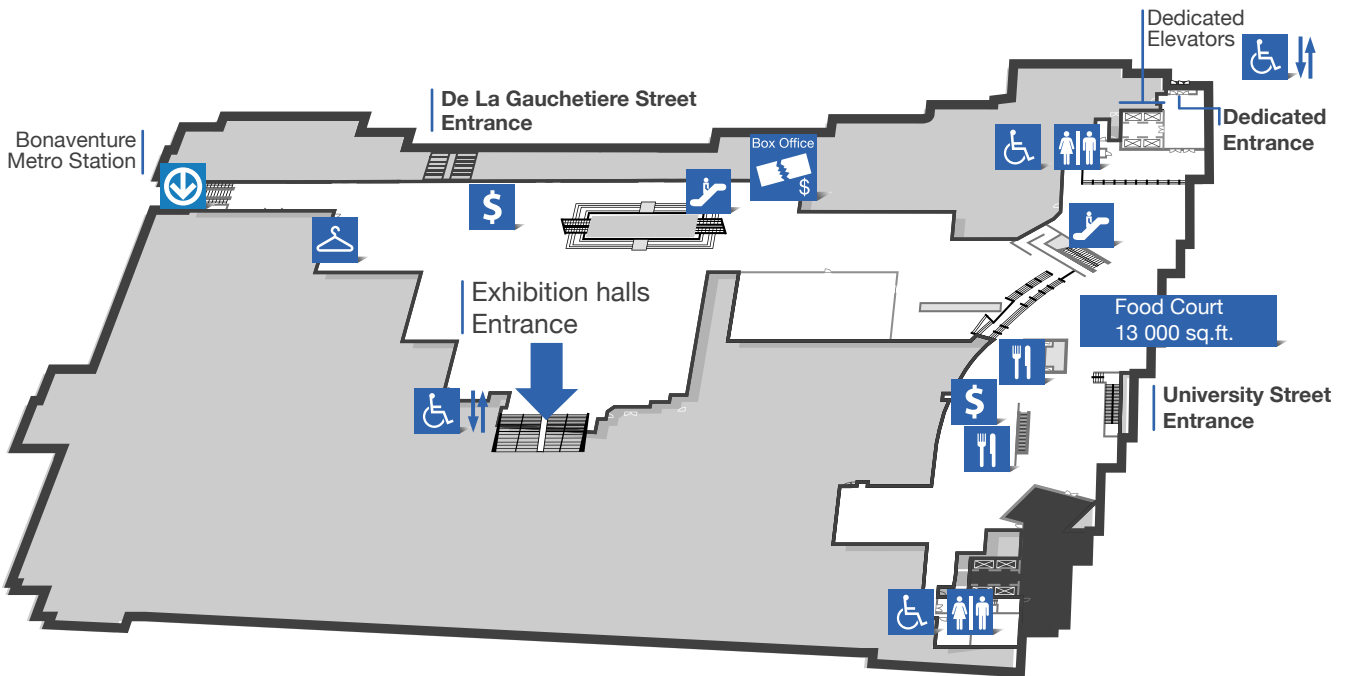 Dedicated
Elevators
De La Gauchetiere Street
Entrance
Dedicated
Entrance
Bonaventure
Metro Station
Box Office
$
$
Exhibition halls
Entrance
Food Court
13 000 sq.ft.
University Street
Entrance
$